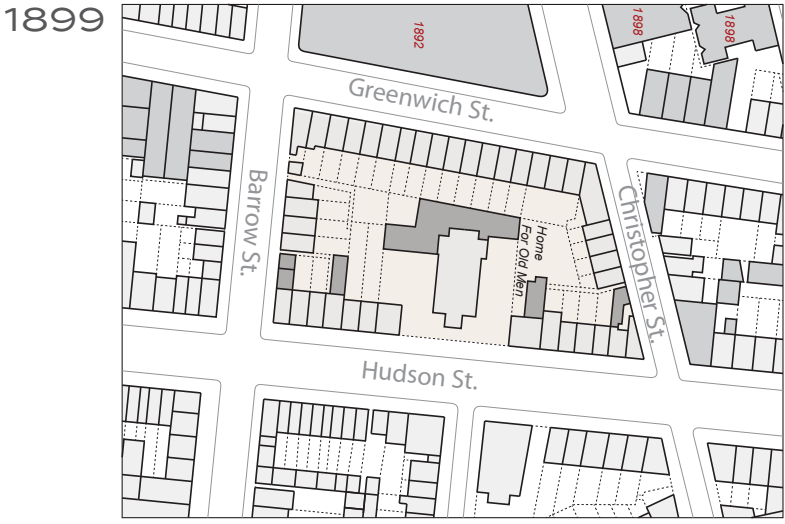 1899
1892
1898
1898
Greenwich St.
Barrow St.
Christopher St.
Home
For Old Men
Hudson St.